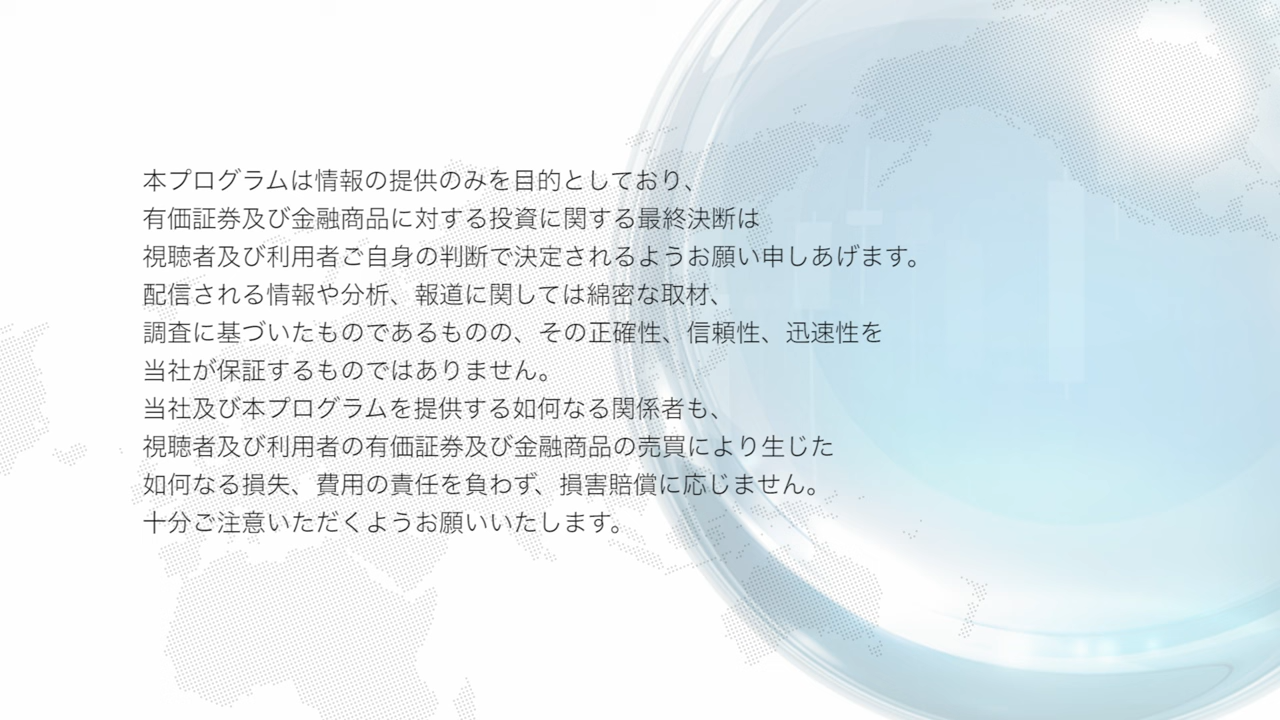 本プログラムは情報の提供のみを目的としており、
有価証券及び金融商品に対する投資に関する最終決断は
視聴者及び利用者ご自身の判断で決定されるようお願い申しあげます。
配信される情報や分析、報道に関しては綿密な取材、
調査に基づいたものであるものの、その正確性、信頼性、迅速性を
当社が保証するものではありません。
当社及び本プログラムを提供する如何なる関係者も、
視聴者及び利用者の有価証券及び金融商品の売買により生じた
如何なる損失、費用の責任を負わず、損害賠償に応じません。
十分ご注意いただくようお願いいたします。